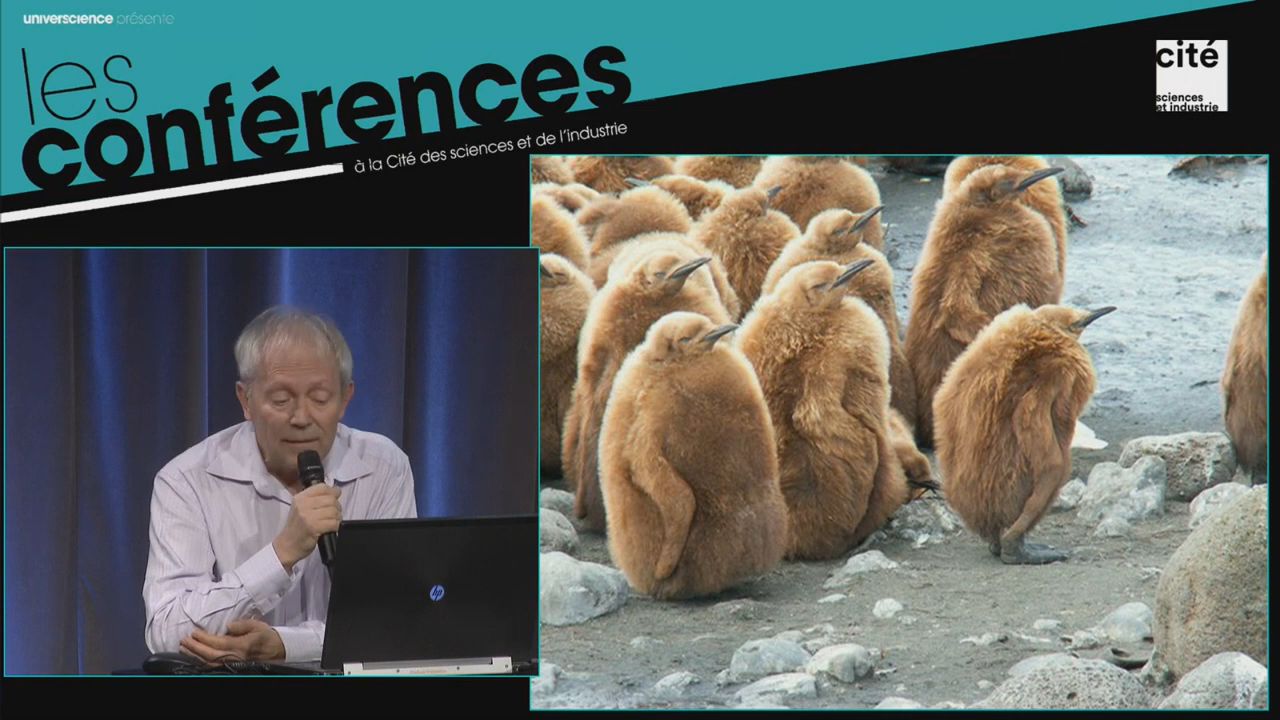 universcience présente
les
conférences
à la Cité des sciences et de l'industrie
cité
sciences
et industrie
hp